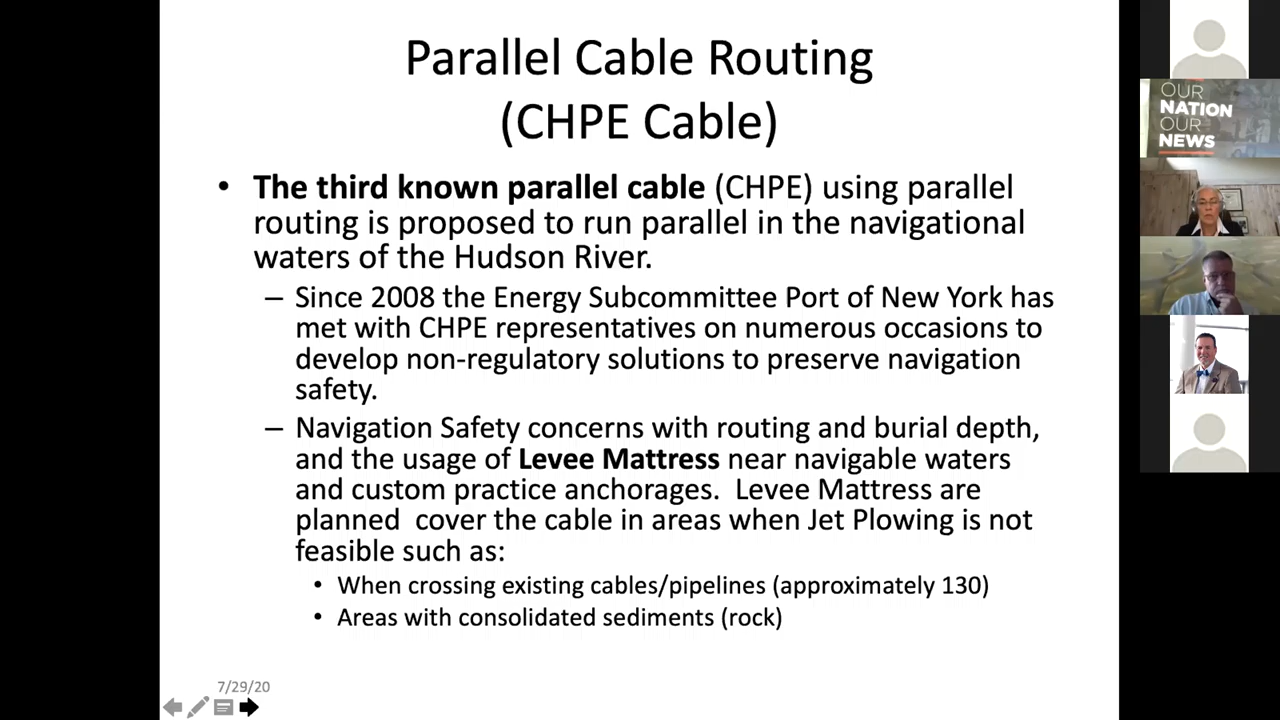 Parallel Cable Routing
(CHPE Cable)
• The third known parallel cable (CHPE) using parallel
routing is proposed to run parallel in the navigational
waters of the Hudson River.
– Since 2008 the Energy Subcommittee Port of New York has
met with CHPE representatives on numerous occasions to
develop non-regulatory solutions to preserve navigation
safety.
– Navigation Safety concerns with routing and burial depth,
and the usage of Levee Mattress near navigable waters
and custom practice anchorages.  Levee Mattress are
planned  cover the cable in areas when Jet Plowing is not
feasible such as:
• When crossing existing cables/pipelines (approximately 130)
• Areas with consolidated sediments (rock)
7/29/20
OUR
NATION
OUR
NEWS